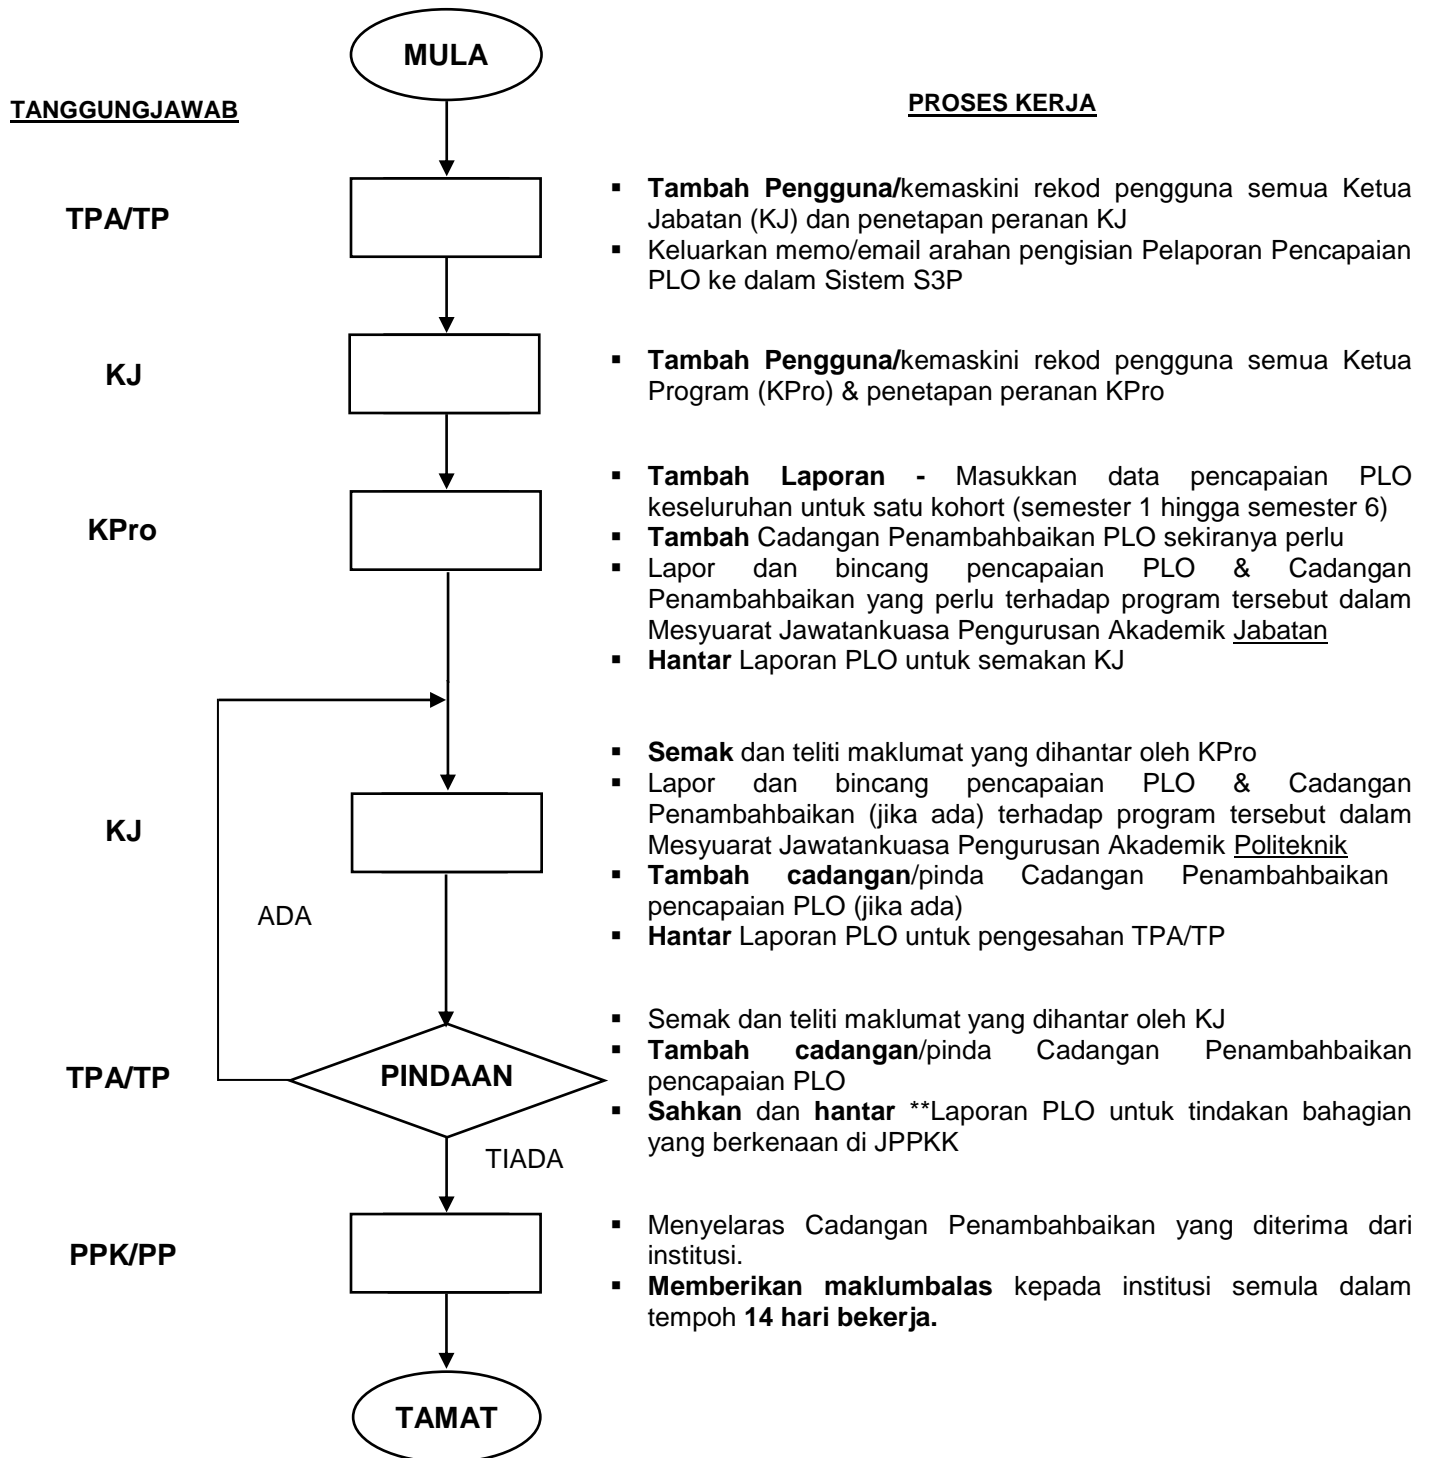 MULA
TANGGUNGJAWAB
PROSES KERJA
TPA/TP
▪ Tambah Pengguna/kemaskini rekod pengguna semua Ketua
Jabatan (KJ) dan penetapan peranan KJ
▪ Keluarkan memo/email arahan pengisian Pelaporan Pencapaian
PLO ke dalam Sistem S3P
KJ
▪ Tambah Pengguna/kemaskini rekod pengguna semua Ketua
Program (KPro) & penetapan peranan KPro
KPro
▪ Tambah Laporan - Masukkan data pencapaian PLO
keseluruhan untuk satu kohort (semester 1 hingga semester 6)
▪ Tambah Cadangan Penambahbaikan PLO sekiranya perlu
▪ Lapor dan bincang pencapaian PLO & Cadangan
Penambahbaikan yang perlu terhadap program tersebut dalam
Mesyuarat Jawatankuasa Pengurusan Akademik Jabatan
▪ Hantar Laporan PLO untuk semakan KJ
KJ
▪ Semak dan teliti maklumat yang dihantar oleh KPro
▪ Lapor dan bincang pencapaian PLO & Cadangan
Penambahbaikan (jika ada) terhadap program tersebut dalam
Mesyuarat Jawatankuasa Pengurusan Akademik Politeknik
▪ Tambah cadangan/pinda Cadangan Penambahbaikan
pencapaian PLO (jika ada)
▪ Hantar Laporan PLO untuk pengesahan TPA/TP
ADA
TPA/TP
PINDAAN
▪ Semak dan teliti maklumat yang dihantar oleh KJ
▪ Tambah cadangan/pinda Cadangan Penambahbaikan
pencapaian PLO
▪ Sahkan dan hantar **Laporan PLO untuk tindakan bahagian
yang berkenaan di JPPKK
TIADA
PPK/PP
▪ Menyelaras Cadangan Penambahbaikan yang diterima dari
institusi.
▪ Memberikan maklumbalas kepada institusi semula dalam
tempoh 14 hari bekerja.
TAMAT